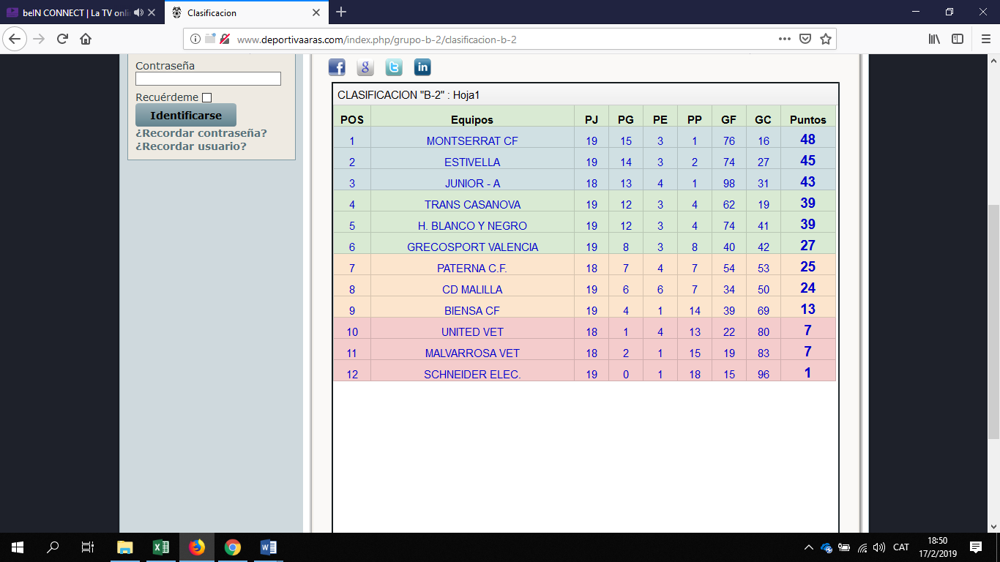 beIN CONNECT | La TV onli
Clasificacion
www.deportivaaras.com/index.php/grupo-b-2/clasificacion-b-2
Contraseña
Recuérdeme
Identificarse
¿Recordar contraseña?
¿Recordar usuario?
CLASIFICACION "B-2" : Hoja1
POS Equipos PJ PG PE PP GF GC Puntos
1 MONTSERRAT CF 19 15 3 1 76 16 48
2 ESTIVELLA 19 14 3 2 74 27 45
3 JUNIOR - A 18 13 4 1 98 31 43
4 TRANS CASANOVA 19 12 3 4 62 19 39
5 H. BLANCO Y NEGRO 19 12 3 4 74 41 39
6 GRECOSPORT VALENCIA 19 8 3 8 40 42 27
7 PATERNA C.F. 18 7 4 7 54 53 25
8 CD MALILLA 19 6 6 7 34 50 24
9 BIENSA CF 19 4 1 14 39 69 13
10 UNITED VET 18 1 4 13 22 80 7
11 MALVARROSA VET 18 2 1 15 19 83 7
12 SCHNEIDER ELEC. 19 0 1 18 15 96 1
CAT
18:50
17/2/2019